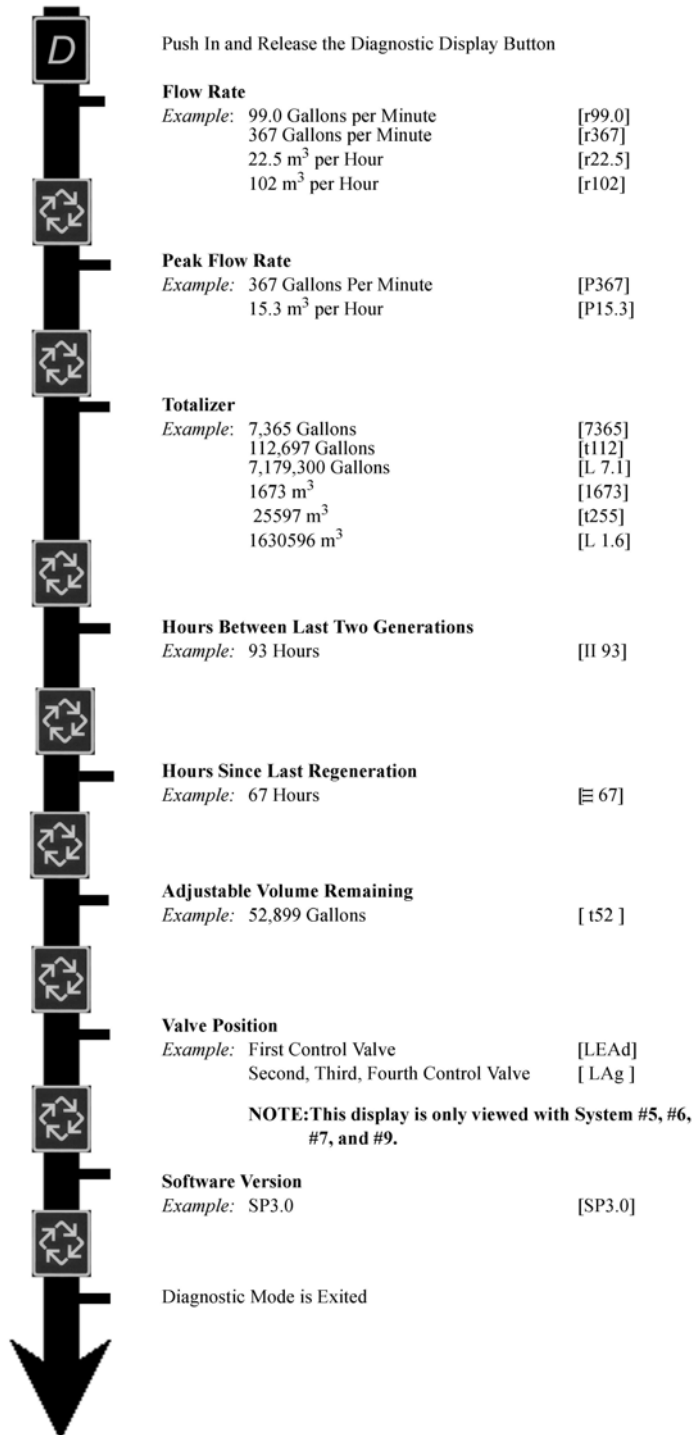 D
Push In and Release the Diagnostic Display Button
Flow Rate
Example: 99.0 Gallons per Minute [r99.0]
367 Gallons per Minute [r367]
22.5 m³ per Hour [r22.5]
102 m³ per Hour [r102]
Peak Flow Rate
Example: 367 Gallons Per Minute [P367]
15.3 m³ per Hour [P15.3]
Totalizer
Example: 7,365 Gallons [7365]
112,697 Gallons [t112]
7,179,300 Gallons [L 7.1]
1673 m³ [1673]
25597 m³ [t255]
1630596 m³ [L 1.6]
Hours Between Last Two Generations
Example: 93 Hours [II 93]
Hours Since Last Regeneration
Example: 67 Hours [☰ 67]
Adjustable Volume Remaining
Example: 52,899 Gallons [ t52 ]
Valve Position
Example: First Control Valve [LEAd]
Second, Third, Fourth Control Valve [ LAg ]
NOTE:This display is only viewed with System #5, #6,
#7, and #9.
Software Version
Example: SP3.0 [SP3.0]
Diagnostic Mode is Exited